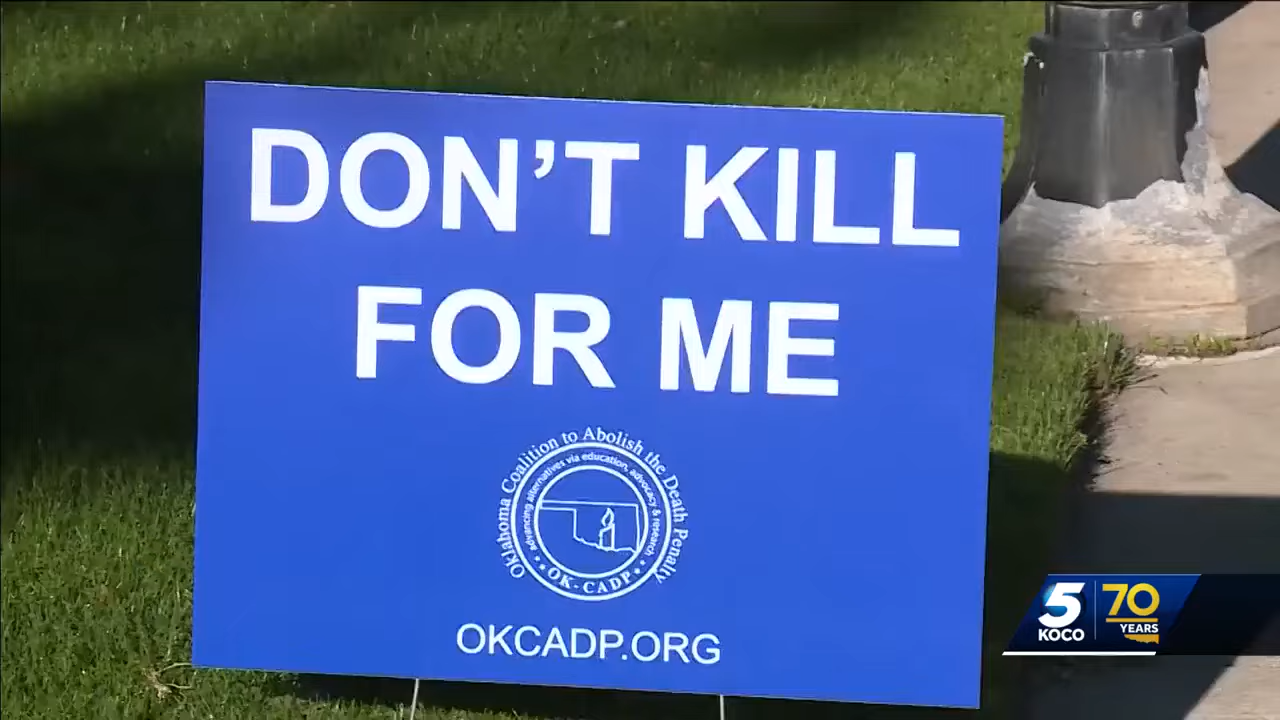 DON'T KILL
FOR ME
Oklahoma Coalition to Abolish the Death Penalty
advancing alternatives via education, advocacy & research
• • OK-CADP • •
OKCADP.ORG
5 70
KOCO YEARS